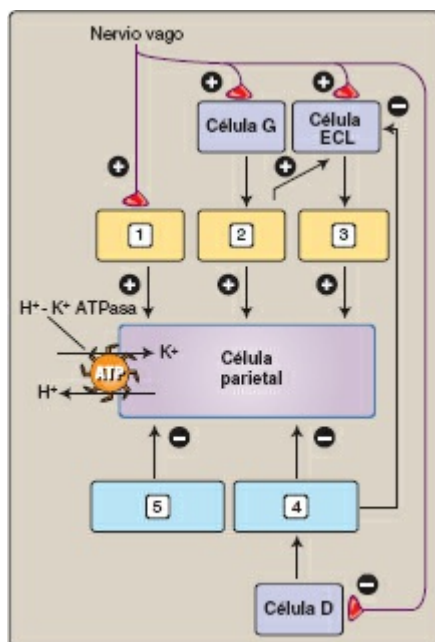 Nervio vago
Célula G
Célula
ECL
1
2
3
H⁺- K⁺ ATPasa
K⁺
ATP
H⁺
Célula
parietal
5
4
Célula D